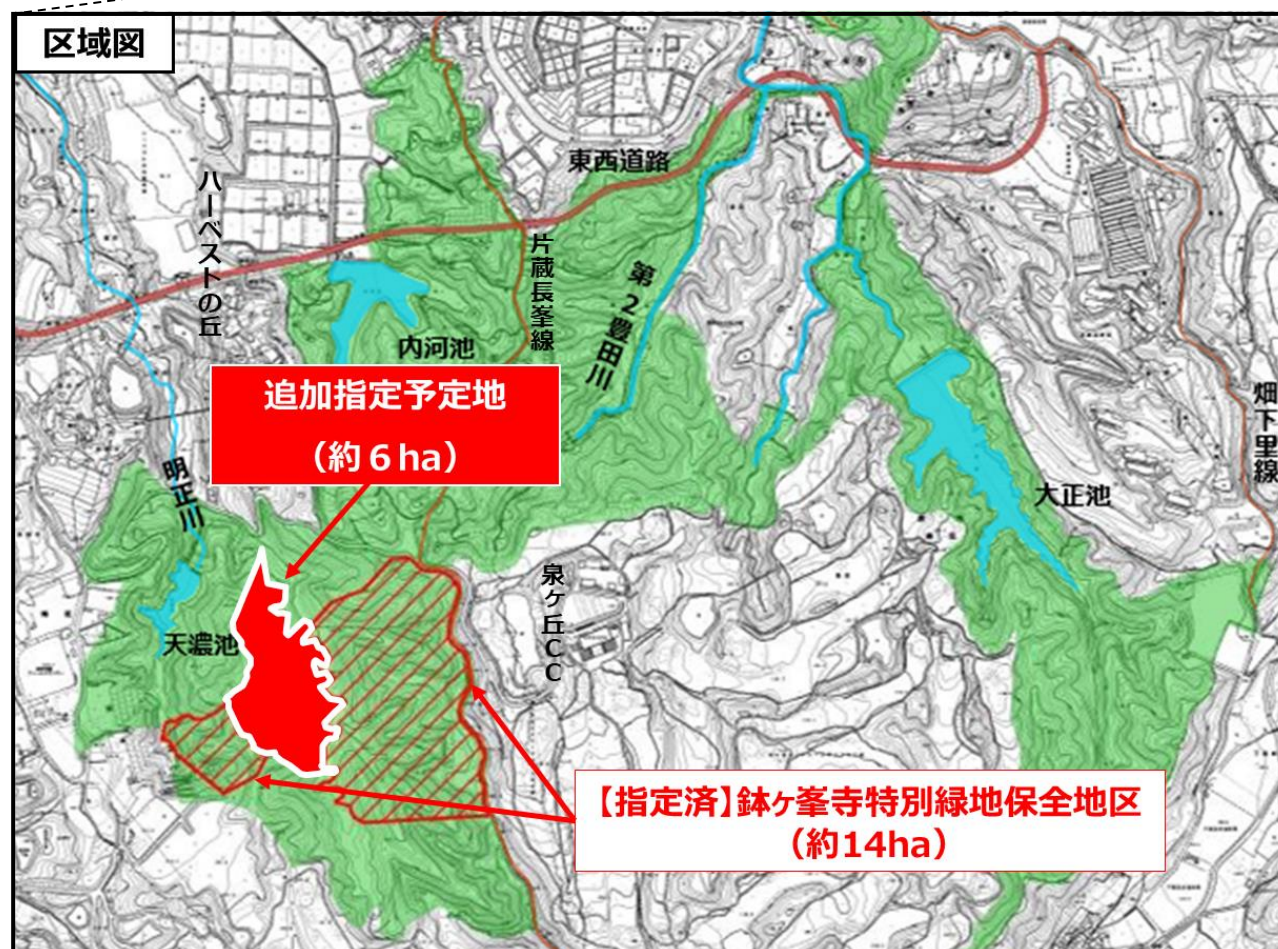 区域図
東西道路
ハーベストの丘
片蔵長峯線
第2豊田川
内河池
畑下里線
追加指定予定地
（約６ha）
明正川
大正池
泉ヶ丘CC
天濃池
【指定済】鉢ヶ峯寺特別緑地保全地区
（約14ha）